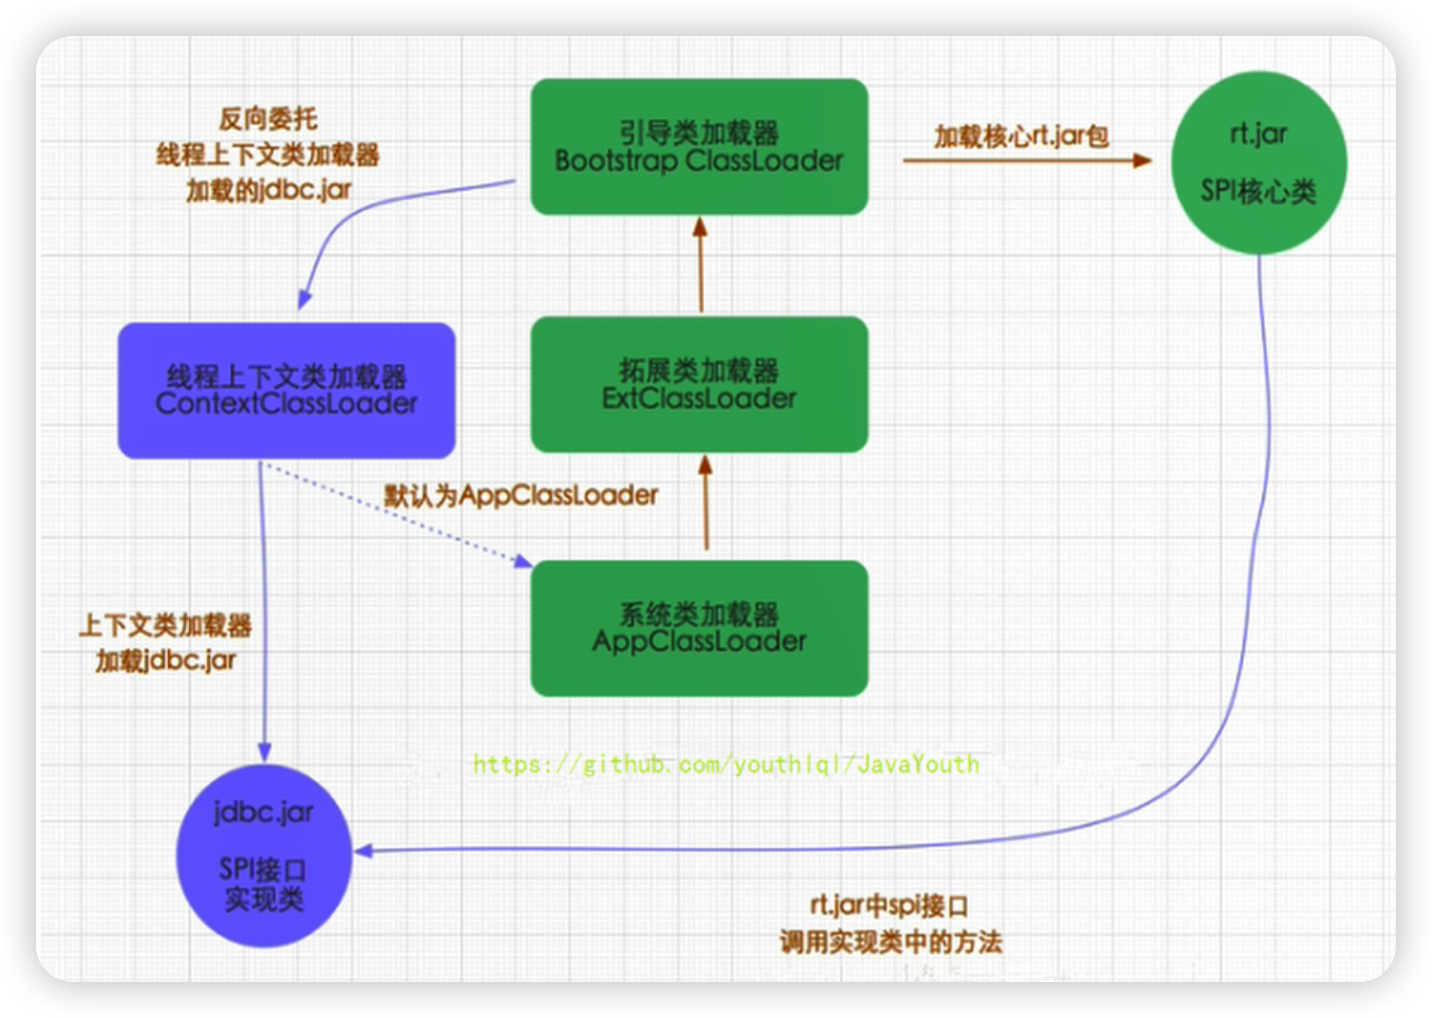 反向委托
线程上下文类加载器
加载的jdbc.jar
引导类加载器
Bootstrap ClassLoader
加载核心rt.jar包
rt.jar
SPI核心类
线程上下文类加载器
ContextClassLoader
拓展类加载器
ExtClassLoader
默认为AppClassLoader
系统类加载器
AppClassLoader
上下文类加载器
加载jdbc.jar
https://github.com/youthlql/JavaYouth
jdbc.jar
SPI接口
实现类
rt.jar中spi接口
调用实现类中的方法